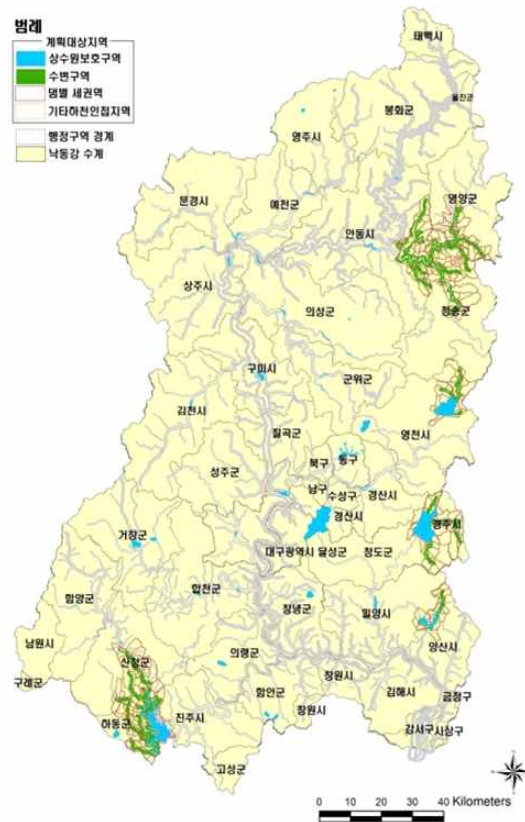 범례
계획대상지역
상수원보호구역
수변구역
댐별 세권역
기타하천인접지역
행정구역 경계
낙동강 수계
태백시
울진군
봉화군
영주시
영양군
문경시
예천군
안동시
청송군
상주시
의성군
구미시
군위군
김천시
칠곡군
영천시
북구
동구
성주군
남구
수성구
경산시
경산시
경주시
거창군
대구광역시
달성군
청도군
함양군
합천군
창녕군
밀양시
양산시
남원시
산청군
의령군
구례군
창원시
김해시
금정구
함안군
하동군
진주시
창원시
강서구
사상구
고성군
N
0 10 20 30 40 Kilometers